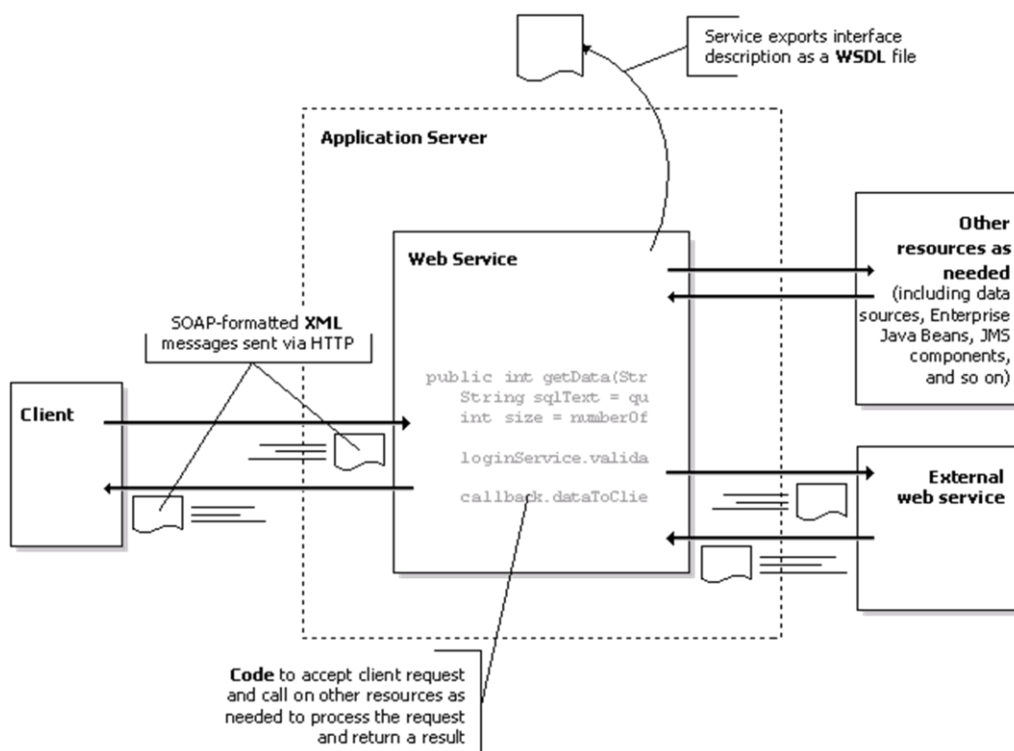 Service exports interface
description as a WSDL file
Application Server
Web Service
Other
resources as
needed
(including data
sources, Enterprise
Java Beans, JMS
components,
and so on)
SOAP-formatted XML
messages sent via HTTP
Client
public int getData(Str
String sqlText = qu
int size = numberOf
loginService.valida
callback.dataToClie
External
web service
Code to accept client request
and call on other resources as
needed to process the request
and return a result